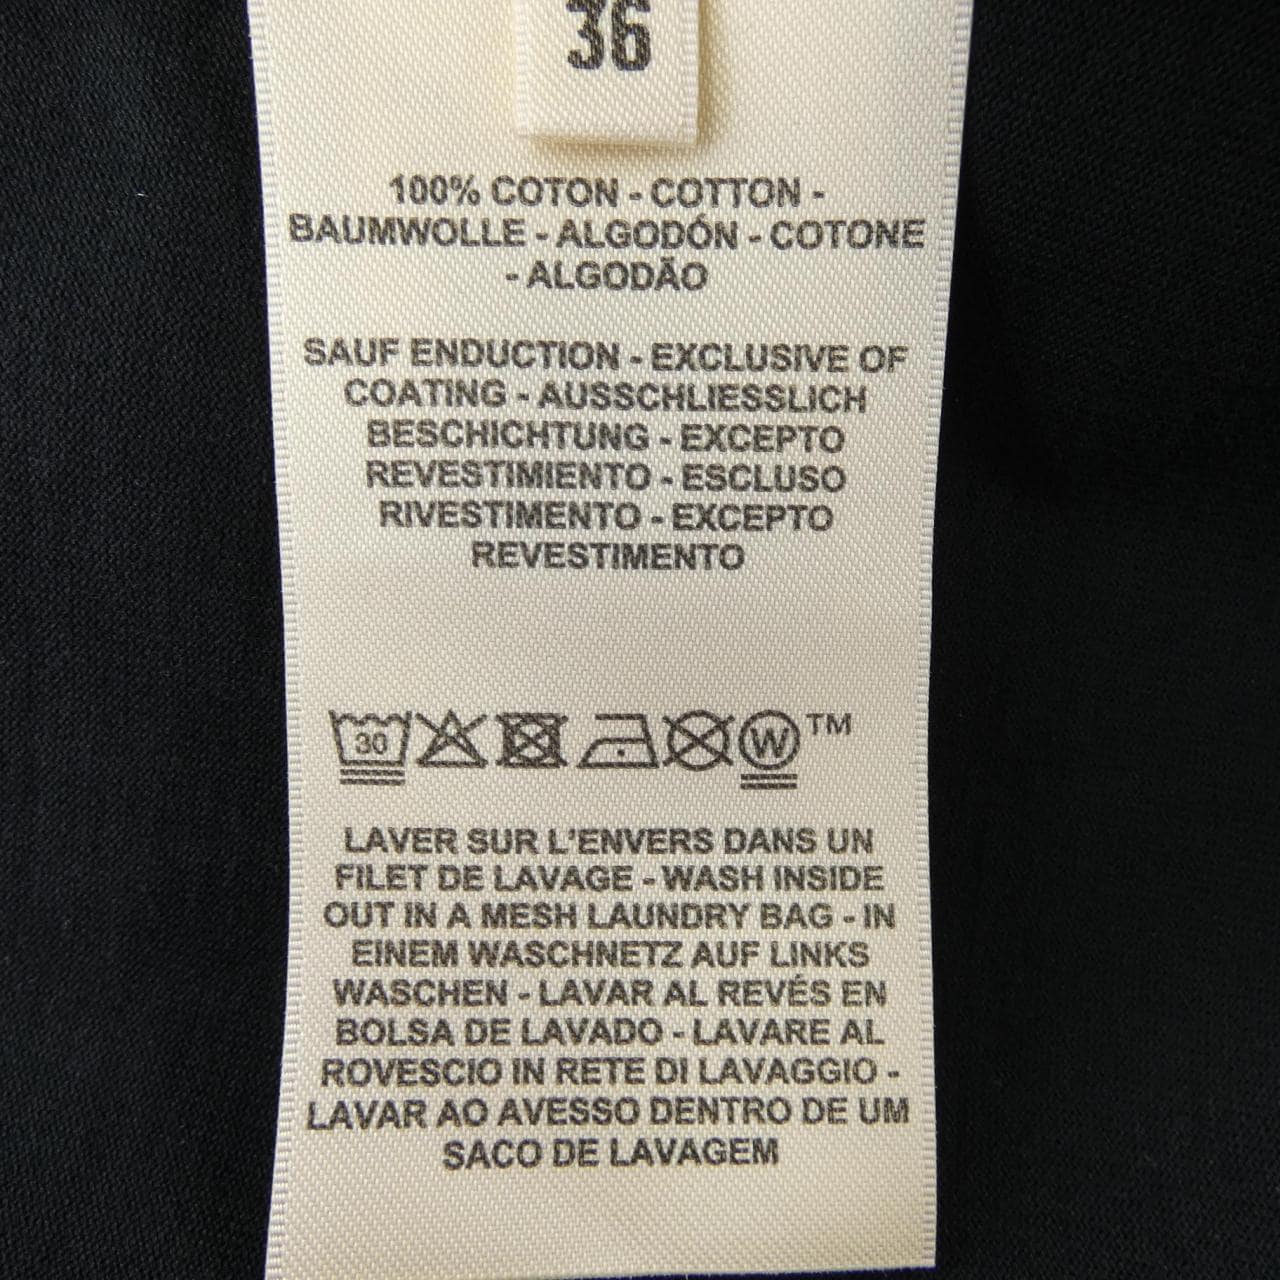 36
100% COTON - COTTON -
BAUMWOLLE - ALGODÓN - COTONE
- ALGODÃO
SAUF ENDUCTION - EXCLUSIVE OF
COATING - AUSSCHLIESSLICH
BESCHICHTUNG - EXCEPTO
REVESTIMIENTO - ESCLUSO
RIVESTIMENTO - EXCEPTO
REVESTIMENTO
30 W ™
LAVER SUR L'ENVERS DANS UN
FILET DE LAVAGE - WASH INSIDE
OUT IN A MESH LAUNDRY BAG - IN
EINEM WASCHNETZ AUF LINKS
WASCHEN - LAVAR AL REVÉS EN
BOLSA DE LAVADO - LAVARE AL
ROVESCIO IN RETE DI LAVAGGIO -
LAVAR AO AVESSO DENTRO DE UM
SACO DE LAVAGEM